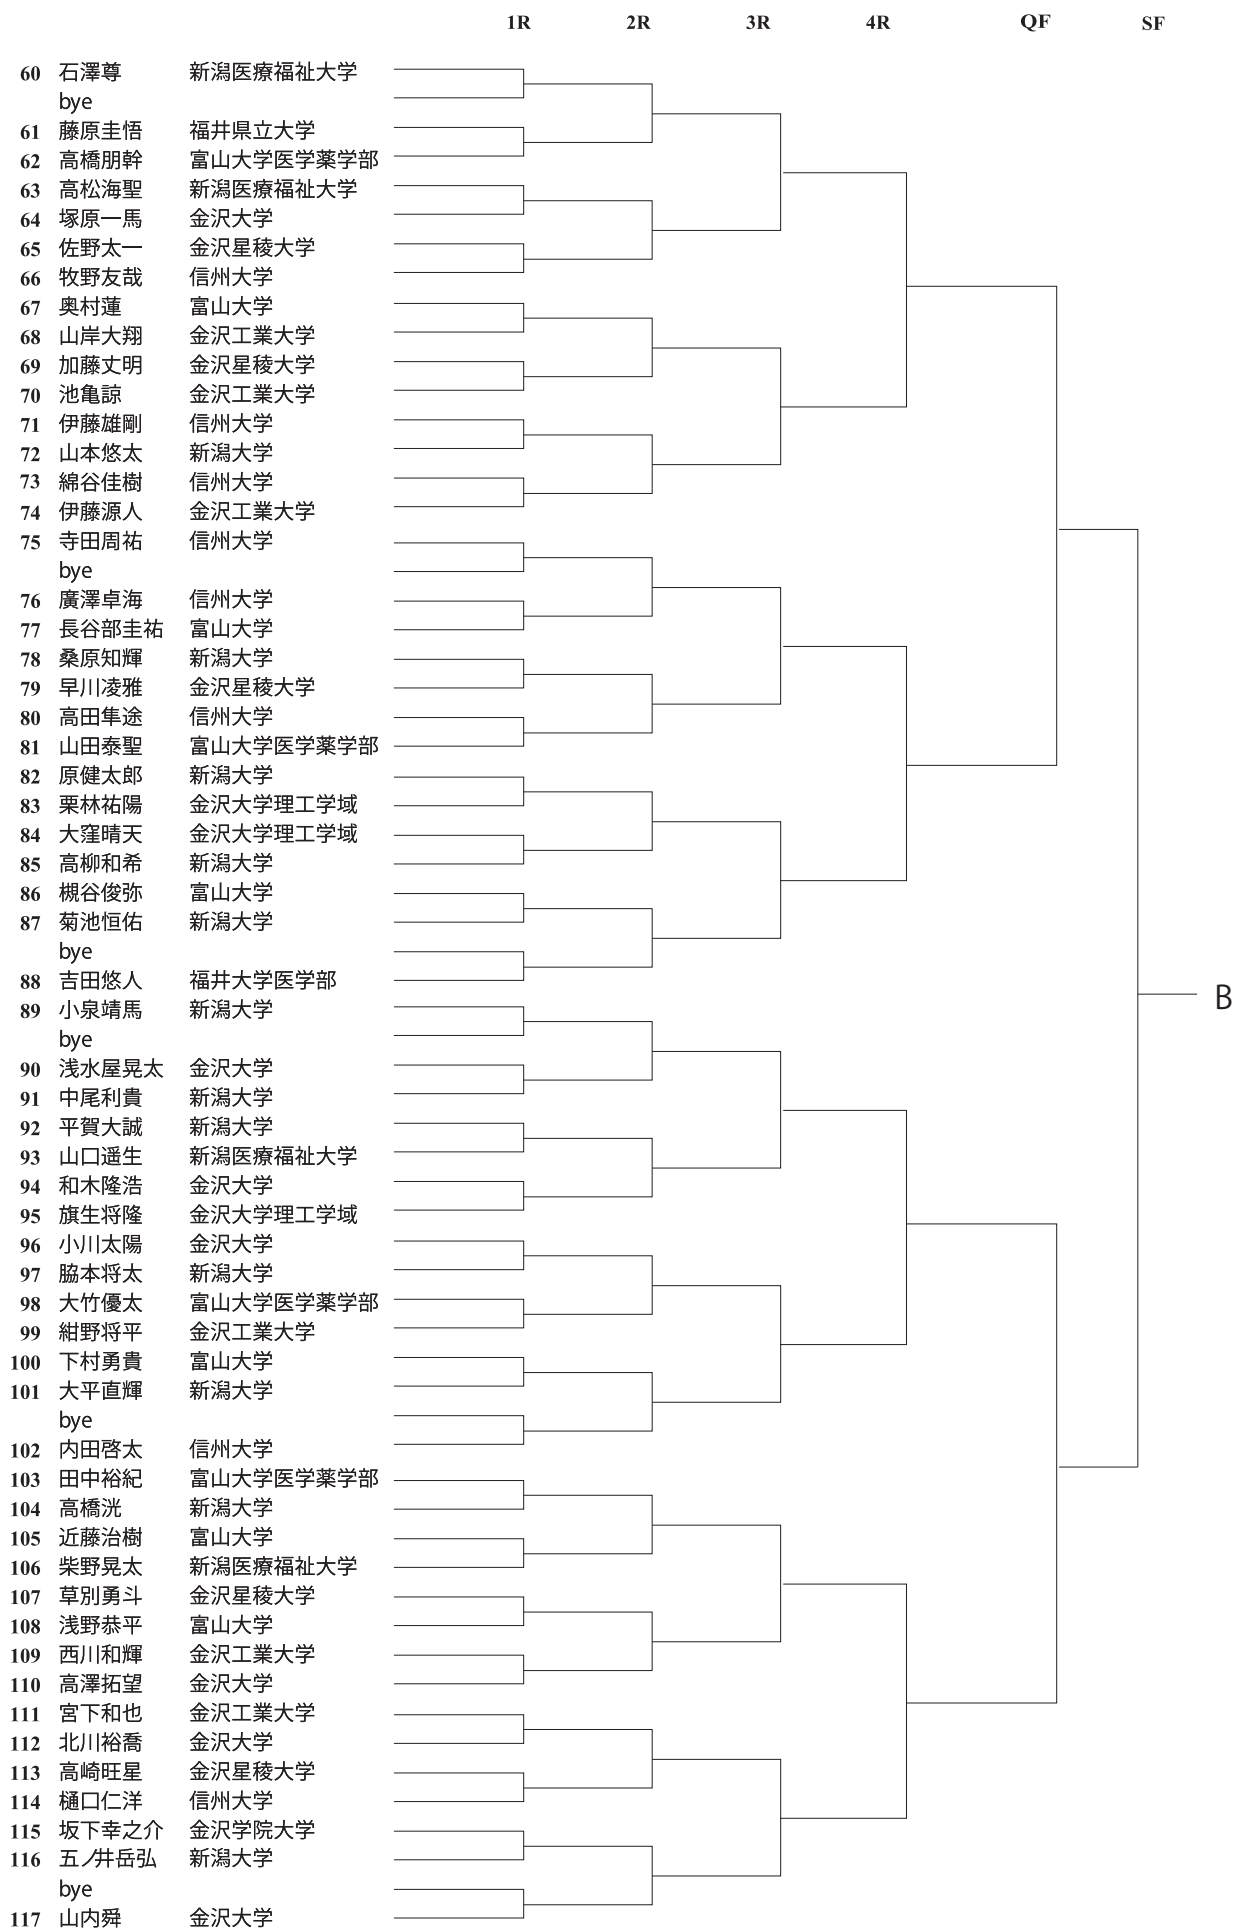 1R 2R 3R 4R QF SF
60 石澤尊 新潟医療福祉大学
bye
61 藤原圭悟 福井県立大学
62 高橋朋幹 富山大学医学薬学部
63 高松海聖 新潟医療福祉大学
64 塚原一馬 金沢大学
65 佐野太一 金沢星稜大学
66 牧野友哉 信州大学
67 奥村蓮 富山大学
68 山岸大翔 金沢工業大学
69 加藤丈明 金沢星稜大学
70 池亀諒 金沢工業大学
71 伊藤雄剛 信州大学
72 山本悠太 新潟大学
73 綿谷佳樹 信州大学
74 伊藤源人 金沢工業大学
75 寺田周祐 信州大学
bye
76 廣澤卓海 信州大学
77 長谷部圭祐 富山大学
78 桑原知輝 新潟大学
79 早川凌雅 金沢星稜大学
80 高田隼途 信州大学
81 山田泰聖 富山大学医学薬学部
82 原健太郎 新潟大学
83 栗林祐陽 金沢大学理工学域
84 大窪晴天 金沢大学理工学域
85 高柳和希 新潟大学
86 槻谷俊弥 富山大学
87 菊池恒佑 新潟大学
bye
88 吉田悠人 福井大学医学部
89 小泉靖馬 新潟大学
bye
90 浅水屋晃太 金沢大学
91 中尾利貴 新潟大学
92 平賀大誠 新潟大学
93 山口遥生 新潟医療福祉大学
94 和木隆浩 金沢大学
95 旗生将隆 金沢大学理工学域
96 小川太陽 金沢大学
97 脇本将太 新潟大学
98 大竹優太 富山大学医学薬学部
99 紺野将平 金沢工業大学
B
100 下村勇貴 富山大学
101 大平直輝 新潟大学
bye
102 内田啓太 信州大学
103 田中裕紀 富山大学医学薬学部
104 高橋洸 新潟大学
105 近藤治樹 富山大学
106 柴野晃太 新潟医療福祉大学
107 草別勇斗 金沢星稜大学
108 浅野恭平 富山大学
109 西川和輝 金沢工業大学
110 高澤拓望 金沢大学
111 宮下和也 金沢工業大学
112 北川裕喬 金沢大学
113 高崎旺星 金沢星稜大学
114 樋口仁洋 信州大学
115 坂下幸之介 金沢学院大学
116 五ノ井岳弘 新潟大学
bye
117 山内舜 金沢大学